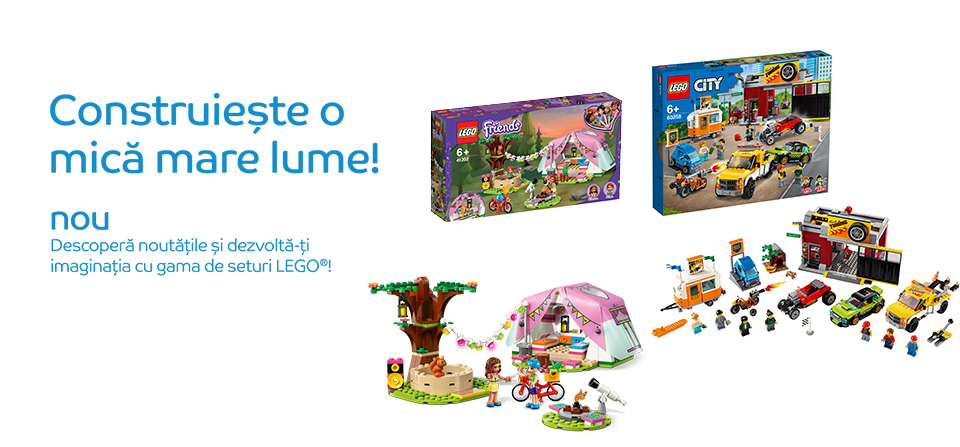 Construiește o
mică mare lume!
nou
Descoperă noutățile și dezvoltă-ți
imaginația cu gama de seturi LEGO®!
LEGO Friends
6+
41392
LEGO CITY
6+
60258